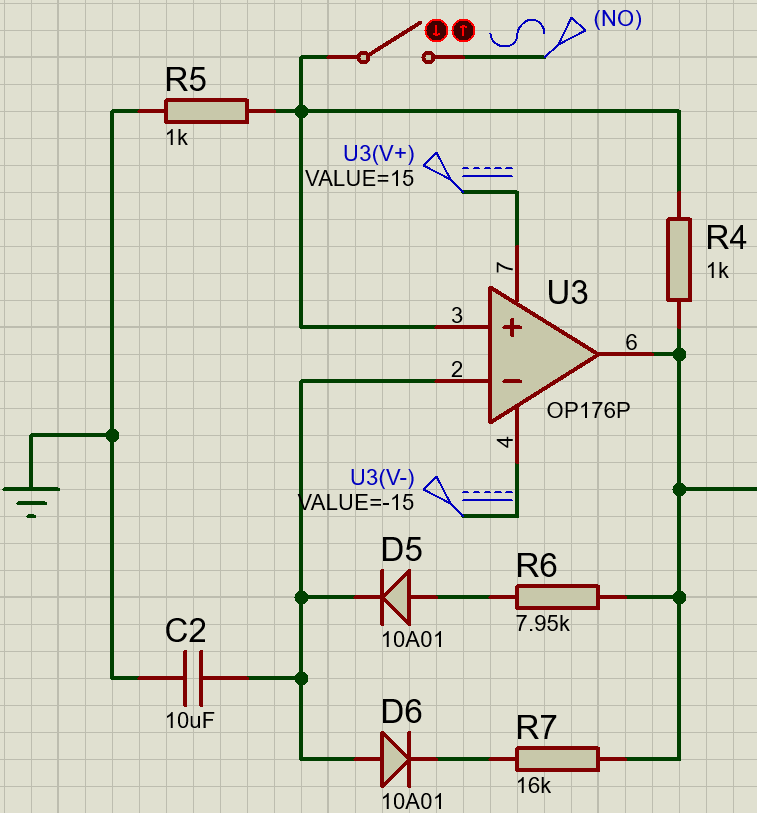 (NO)
R5
1k
U3(V+)
VALUE=15
R4
1k
7
U3
3
2
6
OP176P
4
U3(V-)
VALUE=-15
D5
10A01
R6
7.95k
C2
10uF
D6
10A01
R7
16k